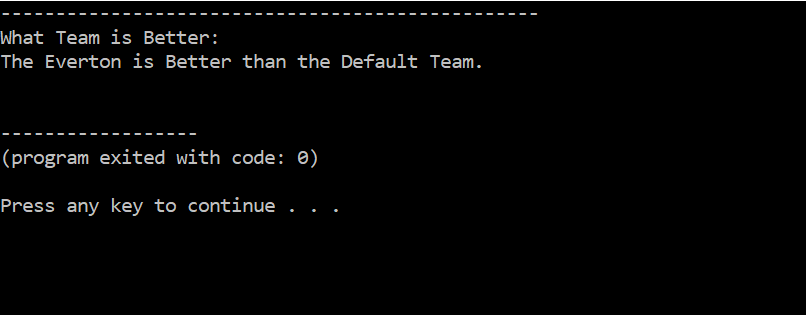 -------------------------------------------------
What Team is Better:
The Everton is Better than the Default Team.
------------------
(program exited with code: 0)
Press any key to continue . . .